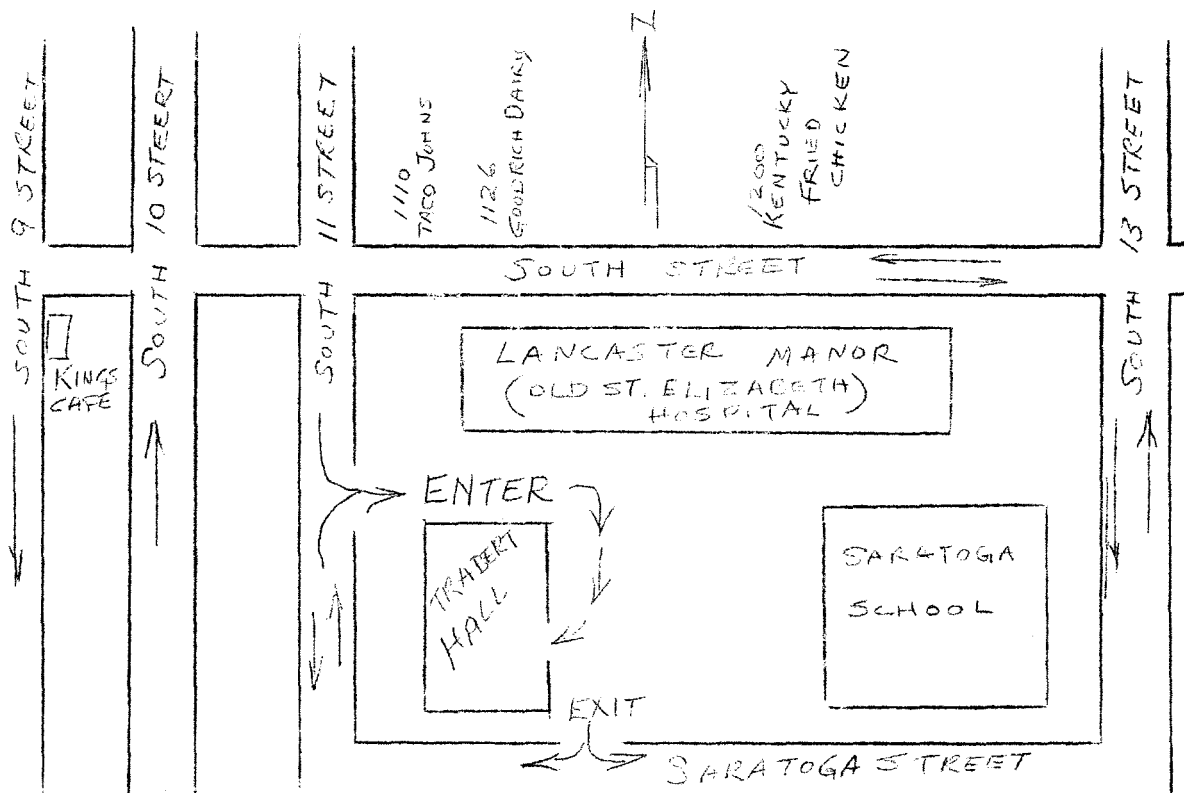 SOUTH 9 STREET
SOUTH 10 STEERT
SOUTH 11 STREET
1110
TACO JOHNS
1126
GOODRICH DAIRY
N
1200
KENTUCKY
FRIED
CHICKEN
SOUTH 13 STREET
SOUTH STREET
KINGS
CAFE
LANCASTER MANOR
(OLD ST. ELIZABETH)
HOSPITAL
ENTER
TRABERT
HALL
SARATOGA
SCHOOL
EXIT
SARATOGA STREET